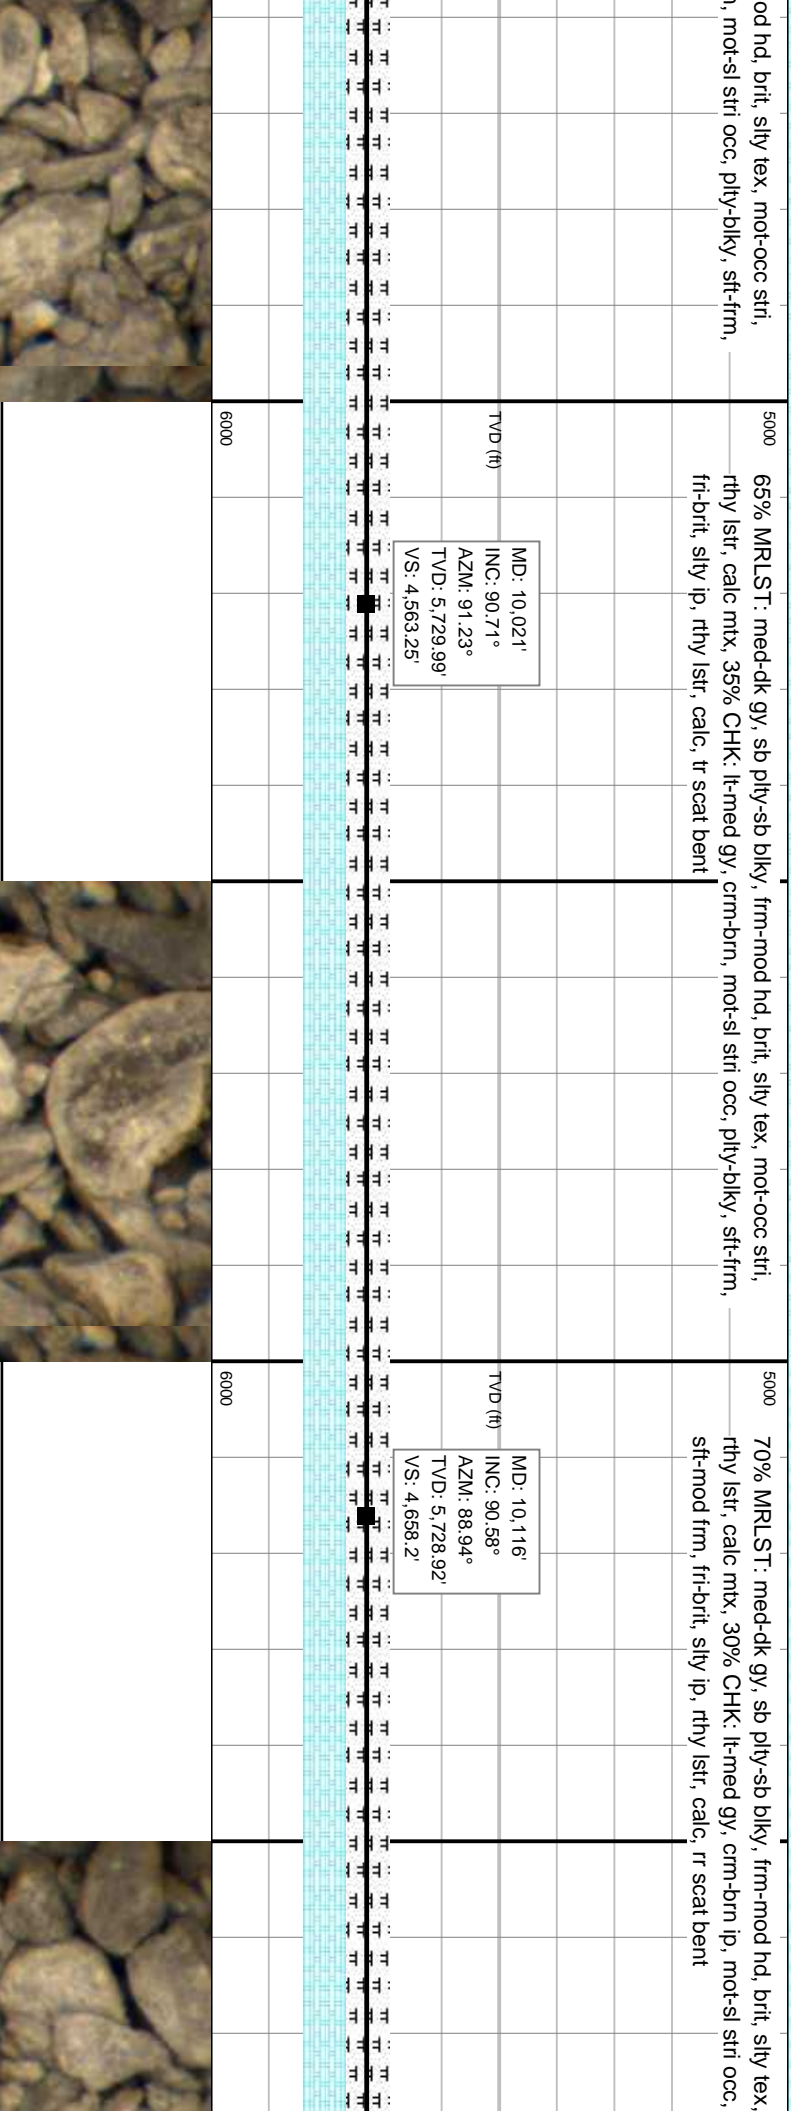 od hd, brit, slty tex, mot-occ stri,
, mot-sl stri occ, plty-blky, sft-frm,
5000
TVD (ft)
6000
65% MRLST: med-dk gy, sb plty-sb blky, frm-mod hd, brit, slty tex, mot-occ stri,
rthy lstr, calc mtx, 35% CHK: lt-med gy, crm-brn, mot-sl stri occ, plty-blky, sft-frm,
fri-brit, slty ip, rthy lstr, calc, tr scat bent
MD: 10,021'
INC: 90.71°
AZM: 91.23°
TVD: 5,729.99'
VS: 4,563.25'
5000
TVD (ft)
6000
70% MRLST: med-dk gy, sb plty-sb blky, frm-mod hd, brit, slty tex,
rthy lstr, calc mtx, 30% CHK: lt-med gy, crm-brn ip, mot-sl stri occ,
sft-mod frm, fri-brit, slty ip, rthy lstr, calc, rr scat bent
MD: 10,116'
INC: 90.58°
AZM: 88.94°
TVD: 5,728.92'
VS: 4,658.2'